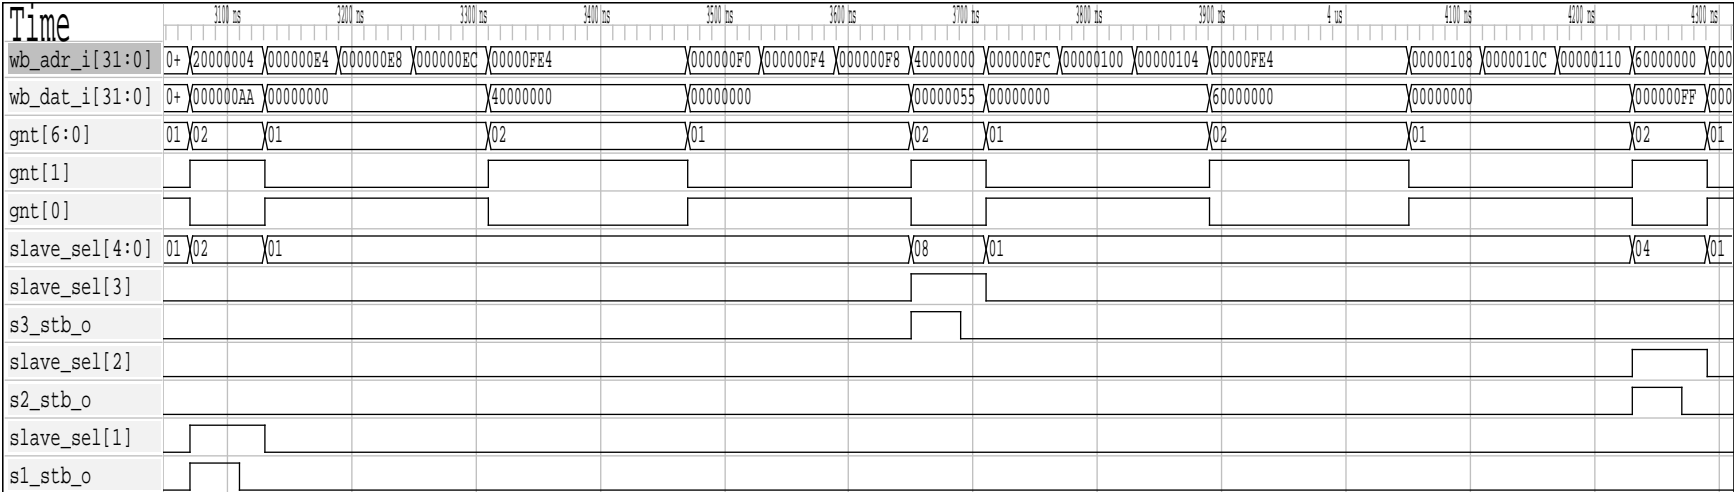 Time 3100 ns 3200 ns 3300 ns 3400 ns 3500 ns 3600 ns 3700 ns 3800 ns 3900 ns 4 us 4100 ns 4200 ns 4300 ns
wb_adr_i[31:0] 0+ 20000004 000000E4 000000E8 000000EC 00000FE4 000000F0 000000F4 000000F8 40000000 000000FC 00000100 00000104 00000FE4 00000108 0000010C 00000110 60000000 000
wb_dat_i[31:0] 0+ 000000AA 00000000 40000000 00000000 00000055 00000000 60000000 00000000 000000FF 000
gnt[6:0] 01 02 01 02 01 02 01 02 01 02 01
gnt[1]
gnt[0]
slave_sel[4:0] 01 02 01 08 01 04 01
slave_sel[3]
s3_stb_o
slave_sel[2]
s2_stb_o
slave_sel[1]
s1_stb_o